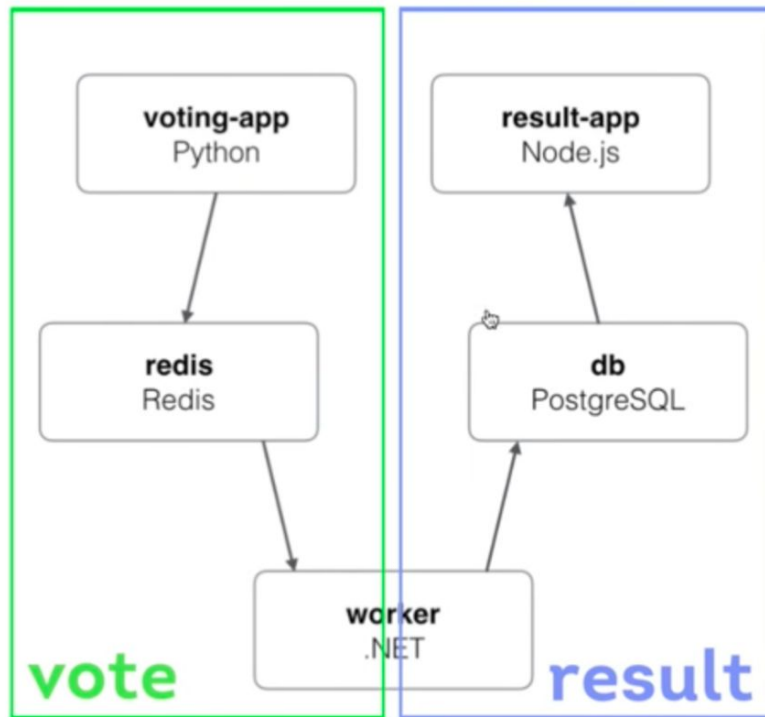 voting-app
Python
result-app
Node.js
redis
Redis
db
PostgreSQL
worker
.NET
vote
result